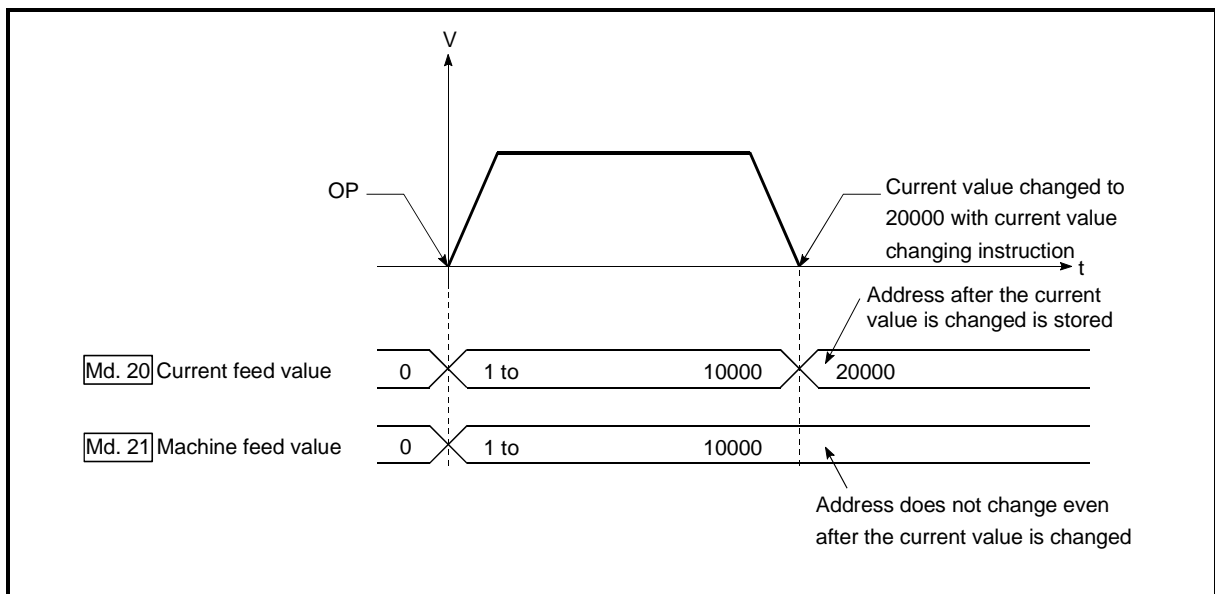 V
OP
Current value changed to
20000 with current value
changing instruction
t
Address after the current
value is changed is stored
Md. 20 Current feed value 0 1 to 10000 20000
Md. 21 Machine feed value 0 1 to 10000
Address does not change even
after the current value is changed